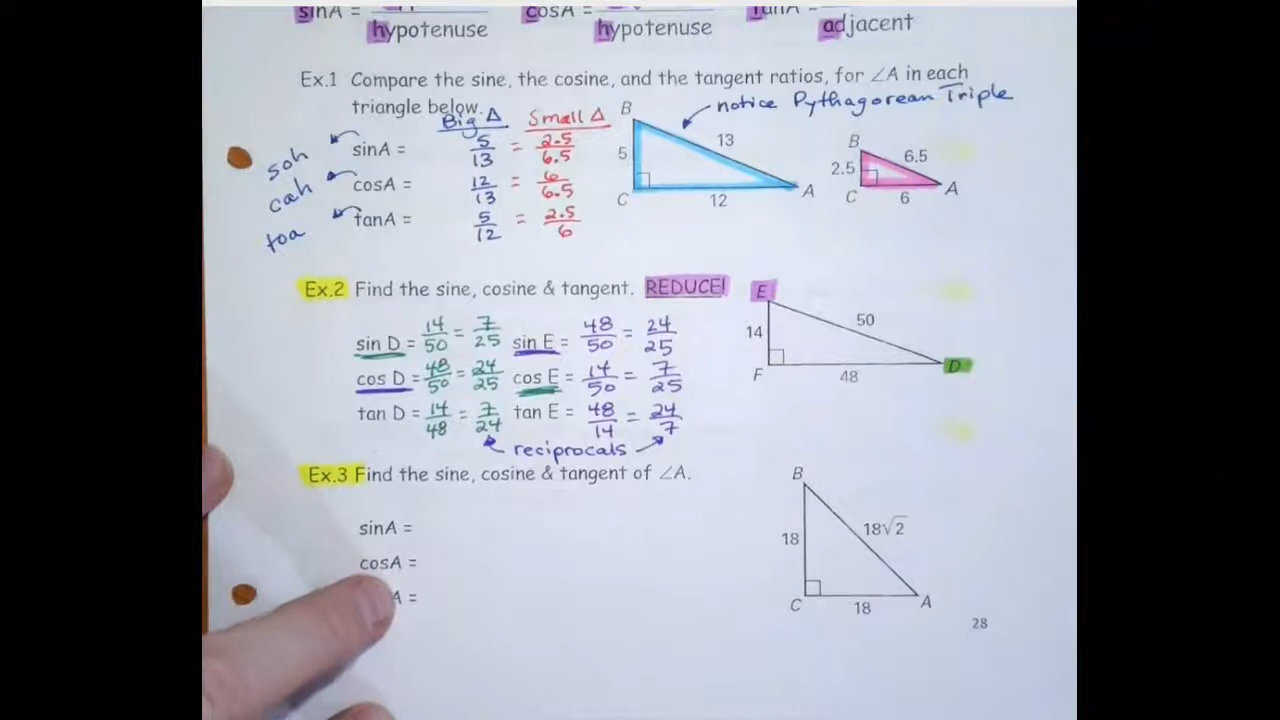 sinA =
cosA =
tanA =
hypotenuse hypotenuse adjacent
Ex.1 Compare the sine, the cosine, and the tangent ratios, for ∠A in each
triangle below.
notice Pythagorean Triple
Big Δ Small Δ
soh
cah
toa
sinA = 5/13 = 2.5/6.5
cosA = 12/13 = 6/6.5
tanA = 5/12 = 2.5/6
B
13
5
C
12
A
B
6.5
2.5
C
6
A
Ex.2 Find the sine, cosine & tangent. REDUCE!
sin D = 14/50 = 7/25 sin E = 48/50 = 24/25
cos D = 48/50 = 24/25 cos E = 14/50 = 7/25
tan D = 14/48 = 7/24 tan E = 48/14 = 24/7
reciprocals
E
50
14
F
48
D
Ex.3 Find the sine, cosine & tangent of ∠A.
sinA =
cosA =
A =
B
18√2
18
C
18
A
28